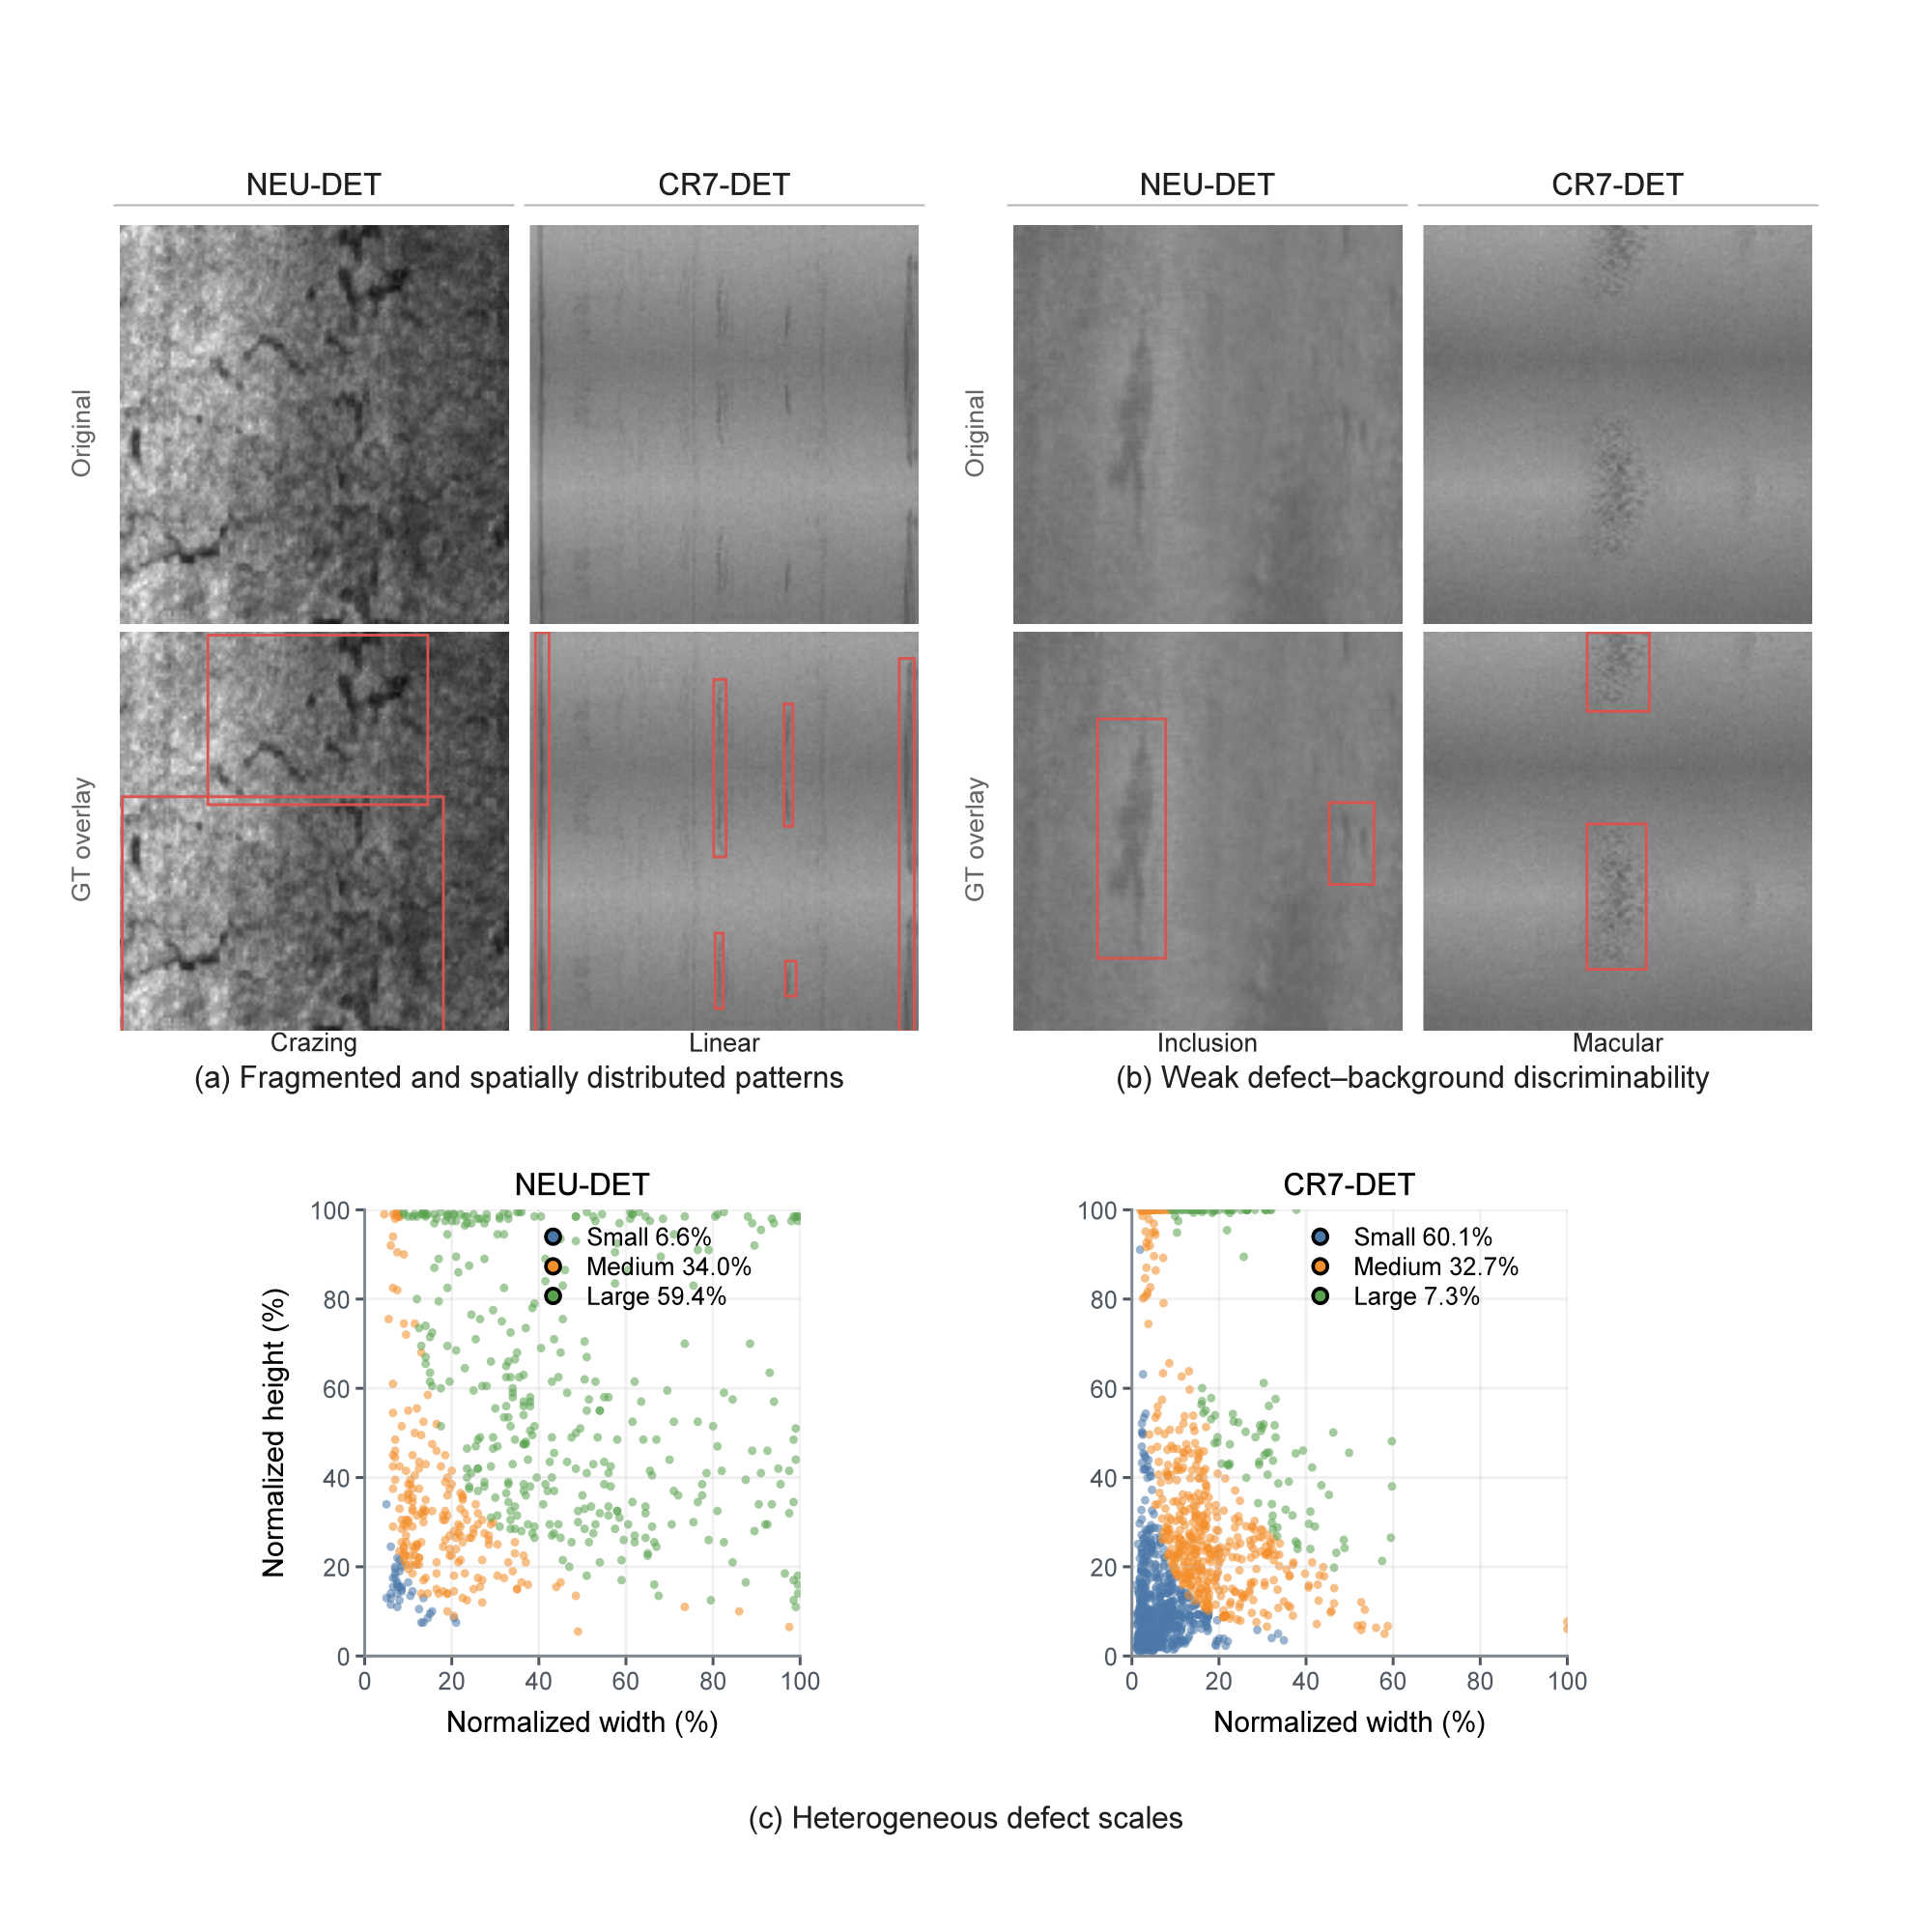 NEU-DET
CR7-DET
NEU-DET
CR7-DET
Original
Original
GT overlay
GT overlay
Crazing
Linear
Inclusion
Macular
(a) Fragmented and spatially distributed patterns
(b) Weak defect–background discriminability
NEU-DET
Small 6.6%
Medium 34.0%
Large 59.4%
Normalized height (%)
100
80
60
40
20
0
0 20 40 60 80 100
Normalized width (%)
CR7-DET
Small 60.1%
Medium 32.7%
Large 7.3%
100
80
60
40
20
0
0 20 40 60 80 100
Normalized width (%)
(c) Heterogeneous defect scales